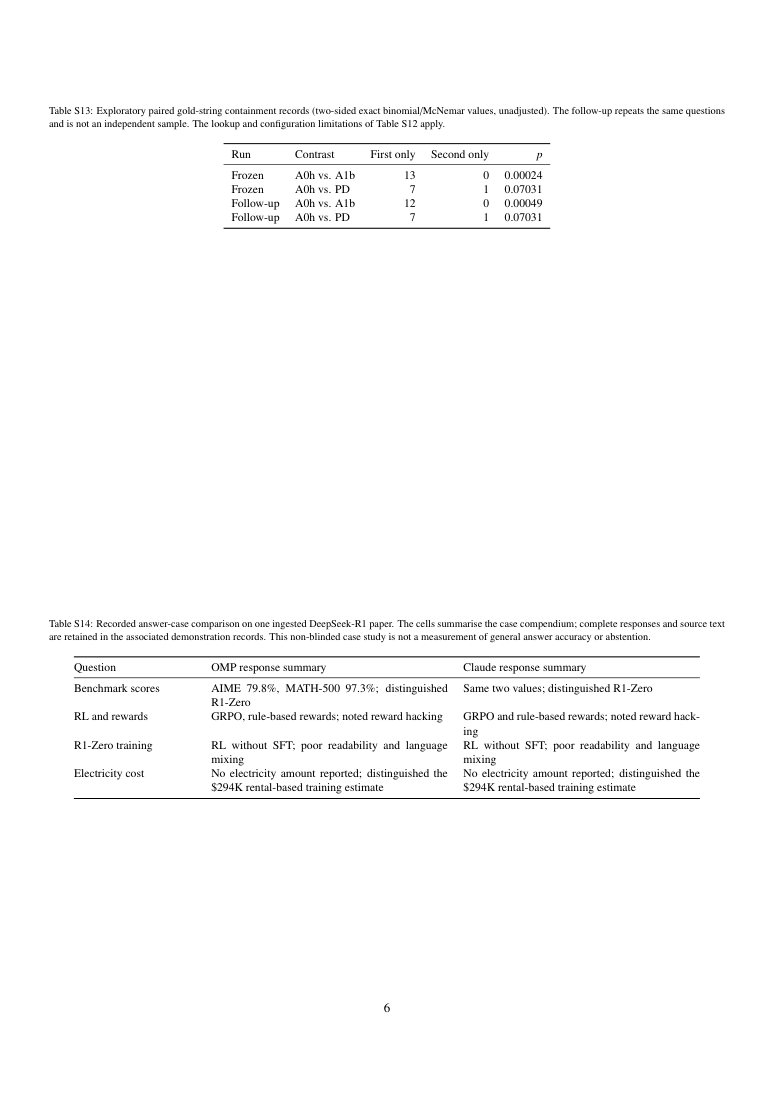 Table S13: Exploratory paired gold-string containment records (two-sided exact binomial/McNemar values, unadjusted). The follow-up repeats the same questions
and is not an independent sample. The lookup and configuration limitations of Table S12 apply.
Run Contrast First only Second only p
Frozen A0h vs. A1b 13 0 0.00024
Frozen A0h vs. PD 7 1 0.07031
Follow-up A0h vs. A1b 12 0 0.00049
Follow-up A0h vs. PD 7 1 0.07031
Table S14: Recorded answer-case comparison on one ingested DeepSeek-R1 paper. The cells summarise the case compendium; complete responses and source text
are retained in the associated demonstration records. This non-blinded case study is not a measurement of general answer accuracy or abstention.
Question OMP response summary Claude response summary
Benchmark scores AIME 79.8%, MATH-500 97.3%; distinguished Same two values; distinguished R1-Zero
R1-Zero
RL and rewards GRPO, rule-based rewards; noted reward hacking GRPO and rule-based rewards; noted reward hack-
ing
R1-Zero training RL without SFT; poor readability and language RL without SFT; poor readability and language
mixing mixing
Electricity cost No electricity amount reported; distinguished the No electricity amount reported; distinguished the
$294K rental-based training estimate $294K rental-based training estimate
6